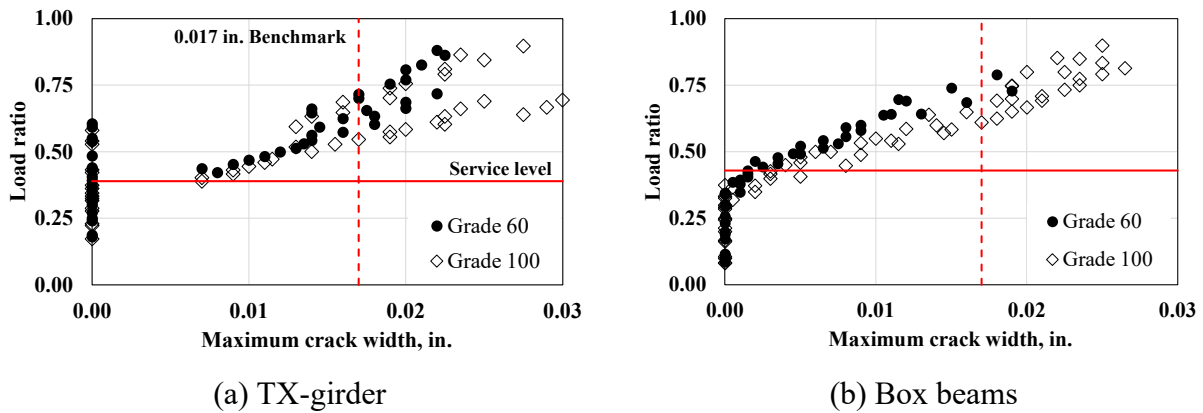 1.00
0.75
0.50
0.25
0.00
Load ratio
0.017 in. Benchmark
Service level
Grade 60
Grade 100
0.00 0.01 0.02 0.03
Maximum crack width, in.
(a) TX-girder
1.00
0.75
0.50
0.25
0.00
Load ratio
Grade 60
Grade 100
0.00 0.01 0.02 0.03
Maximum crack width, in.
(b) Box beams